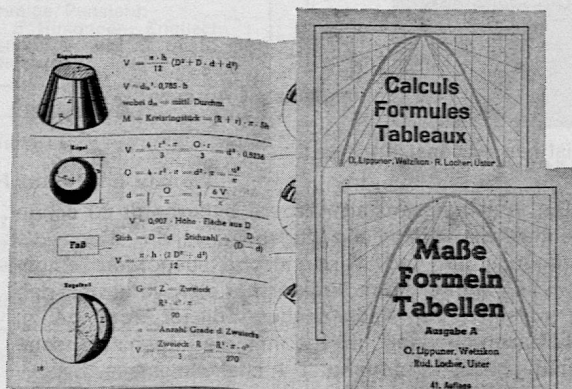 Kegelstumpf
V = π · h / 12 (D² + D · d + d²)
V = dₘ² · 0,785 · h
wobei dₘ = mittl. Durchm.
M = Kreisringstück = (R + r) · π · Sh
Kugel
V = 4 · r³ · π / 3 = O · r / 3 = d³ · 0,5236
O = 4 · r² · π = d² · π
V = 0,907 · Höhe · Fläche aus D
Faß
Stich = D — d Stichzahl = D / (D — d)
V = π · h · (2 D² + d²) / 12
Kugelteil
G = Z = Zweieck
R² · α° · π
90
α = Anzahl Grade d. Zweiecks
V = Zweieck · R / 3 = R³ · π · α° / 270
18
Calculs
Formules
Tableaux
O. Lippuner, Wetzikon · R. Locher, Uster
Maße
Formeln
Tabellen
Ausgabe A
O. Lippuner, Wetzikon
Rud. Locher, Uster
41. Auflage